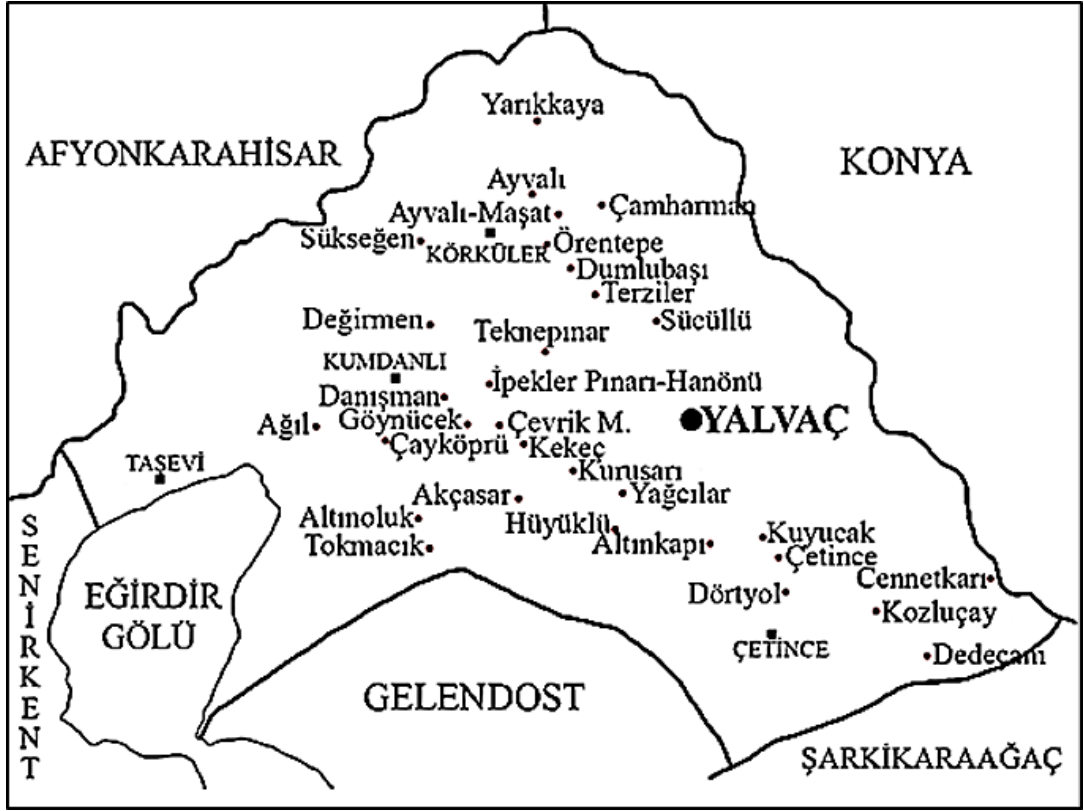 Yarıkkaya
AFYONKARAHİSAR
KONYA
Ayvalı
Ayvalı-Maşat
Çamharman
Sükseğen
KÖRKÜLER
Örentepe
Dumlubaşı
Terziler
Değirmen
Sücüllü
Teknepınar
KUMDANLI
İpekler Pınarı-Hanönü
Danışman
Ağıl
Göynücek
Çevrik M.
YALVAÇ
Çayköprü
Kekeç
TAŞEVİ
Kurusarı
Akçasar
Yağcılar
Altınoluk
Hüyüklü
Tokmacık
Altınkapı
Kuyucak
Çetince
Cennetkarı
Dörtyol
Kozluçay
SENİRKENT
EĞİRDİR
GÖLÜ
ÇETİNCE
Dedeçam
GELENDOST
ŞARKİKARAAĞAÇ